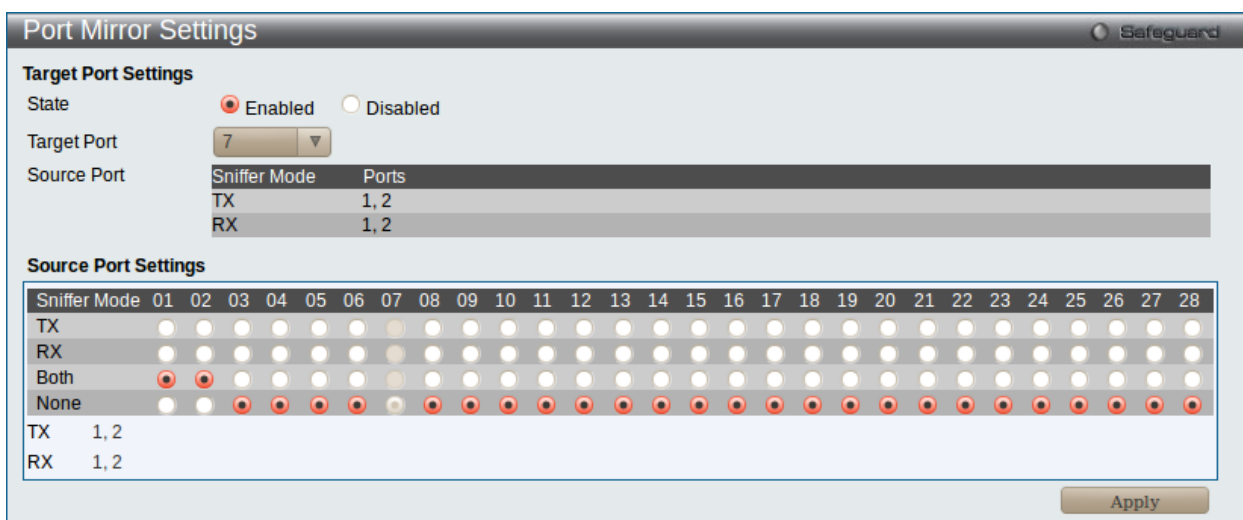 Port Mirror Settings Safeguard
Target Port Settings
State Enabled Disabled
Target Port 7
Source Port Sniffer Mode Ports
TX 1, 2
RX 1, 2
Source Port Settings
Sniffer Mode 01 02 03 04 05 06 07 08 09 10 11 12 13 14 15 16 17 18 19 20 21 22 23 24 25 26 27 28
TX
RX
Both
None
TX 1, 2
RX 1, 2
Apply